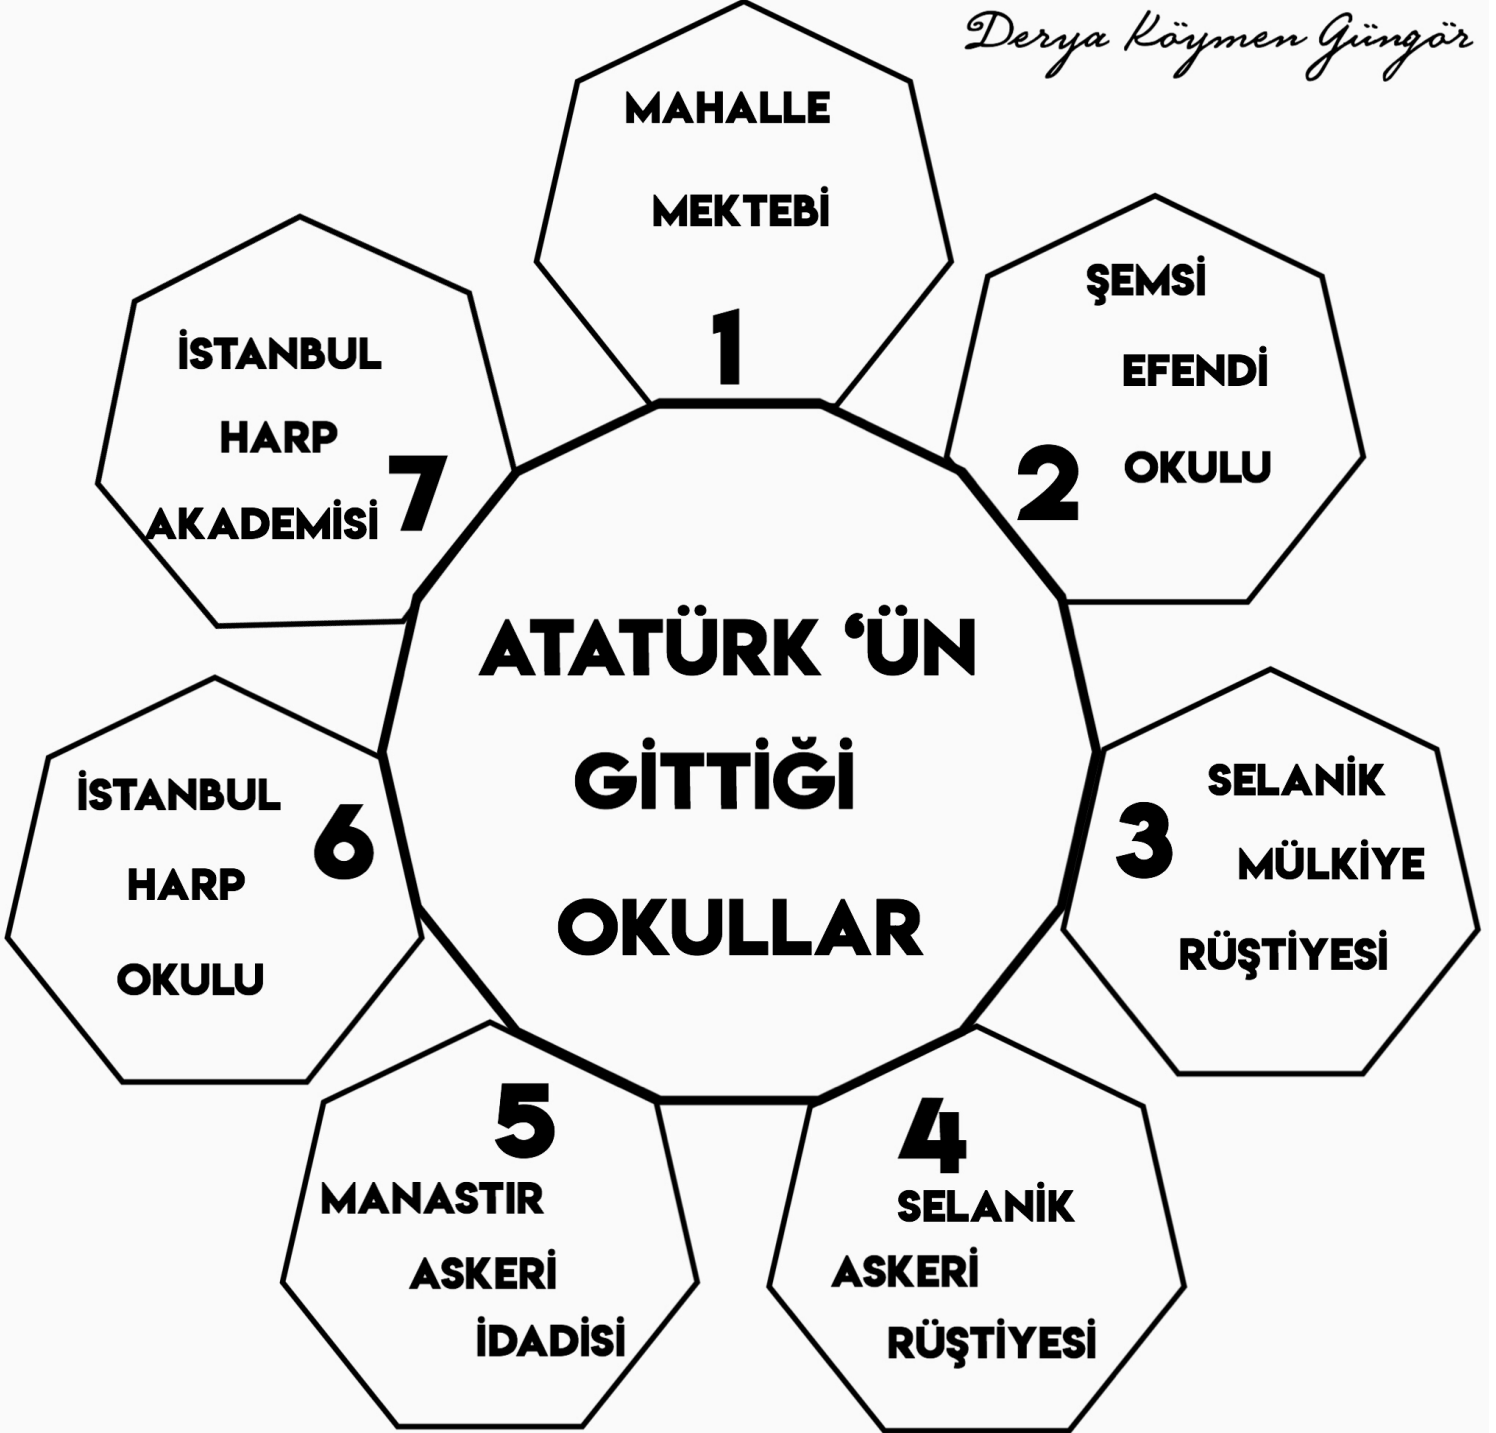 Derya Köymen Güngör
MAHALLE
MEKTEBİ
1
ŞEMSİ
EFENDİ
2 OKULU
SELANİK
3 MÜLKİYE
RÜŞTİYESİ
4
SELANİK
ASKERİ
RÜŞTİYESİ
5
MANASTIR
ASKERİ
İDADİSİ
İSTANBUL
6
HARP
OKULU
İSTANBUL
HARP
7
AKADEMİSİ
ATATÜRK ‘ÜN
GİTTİĞİ
OKULLAR